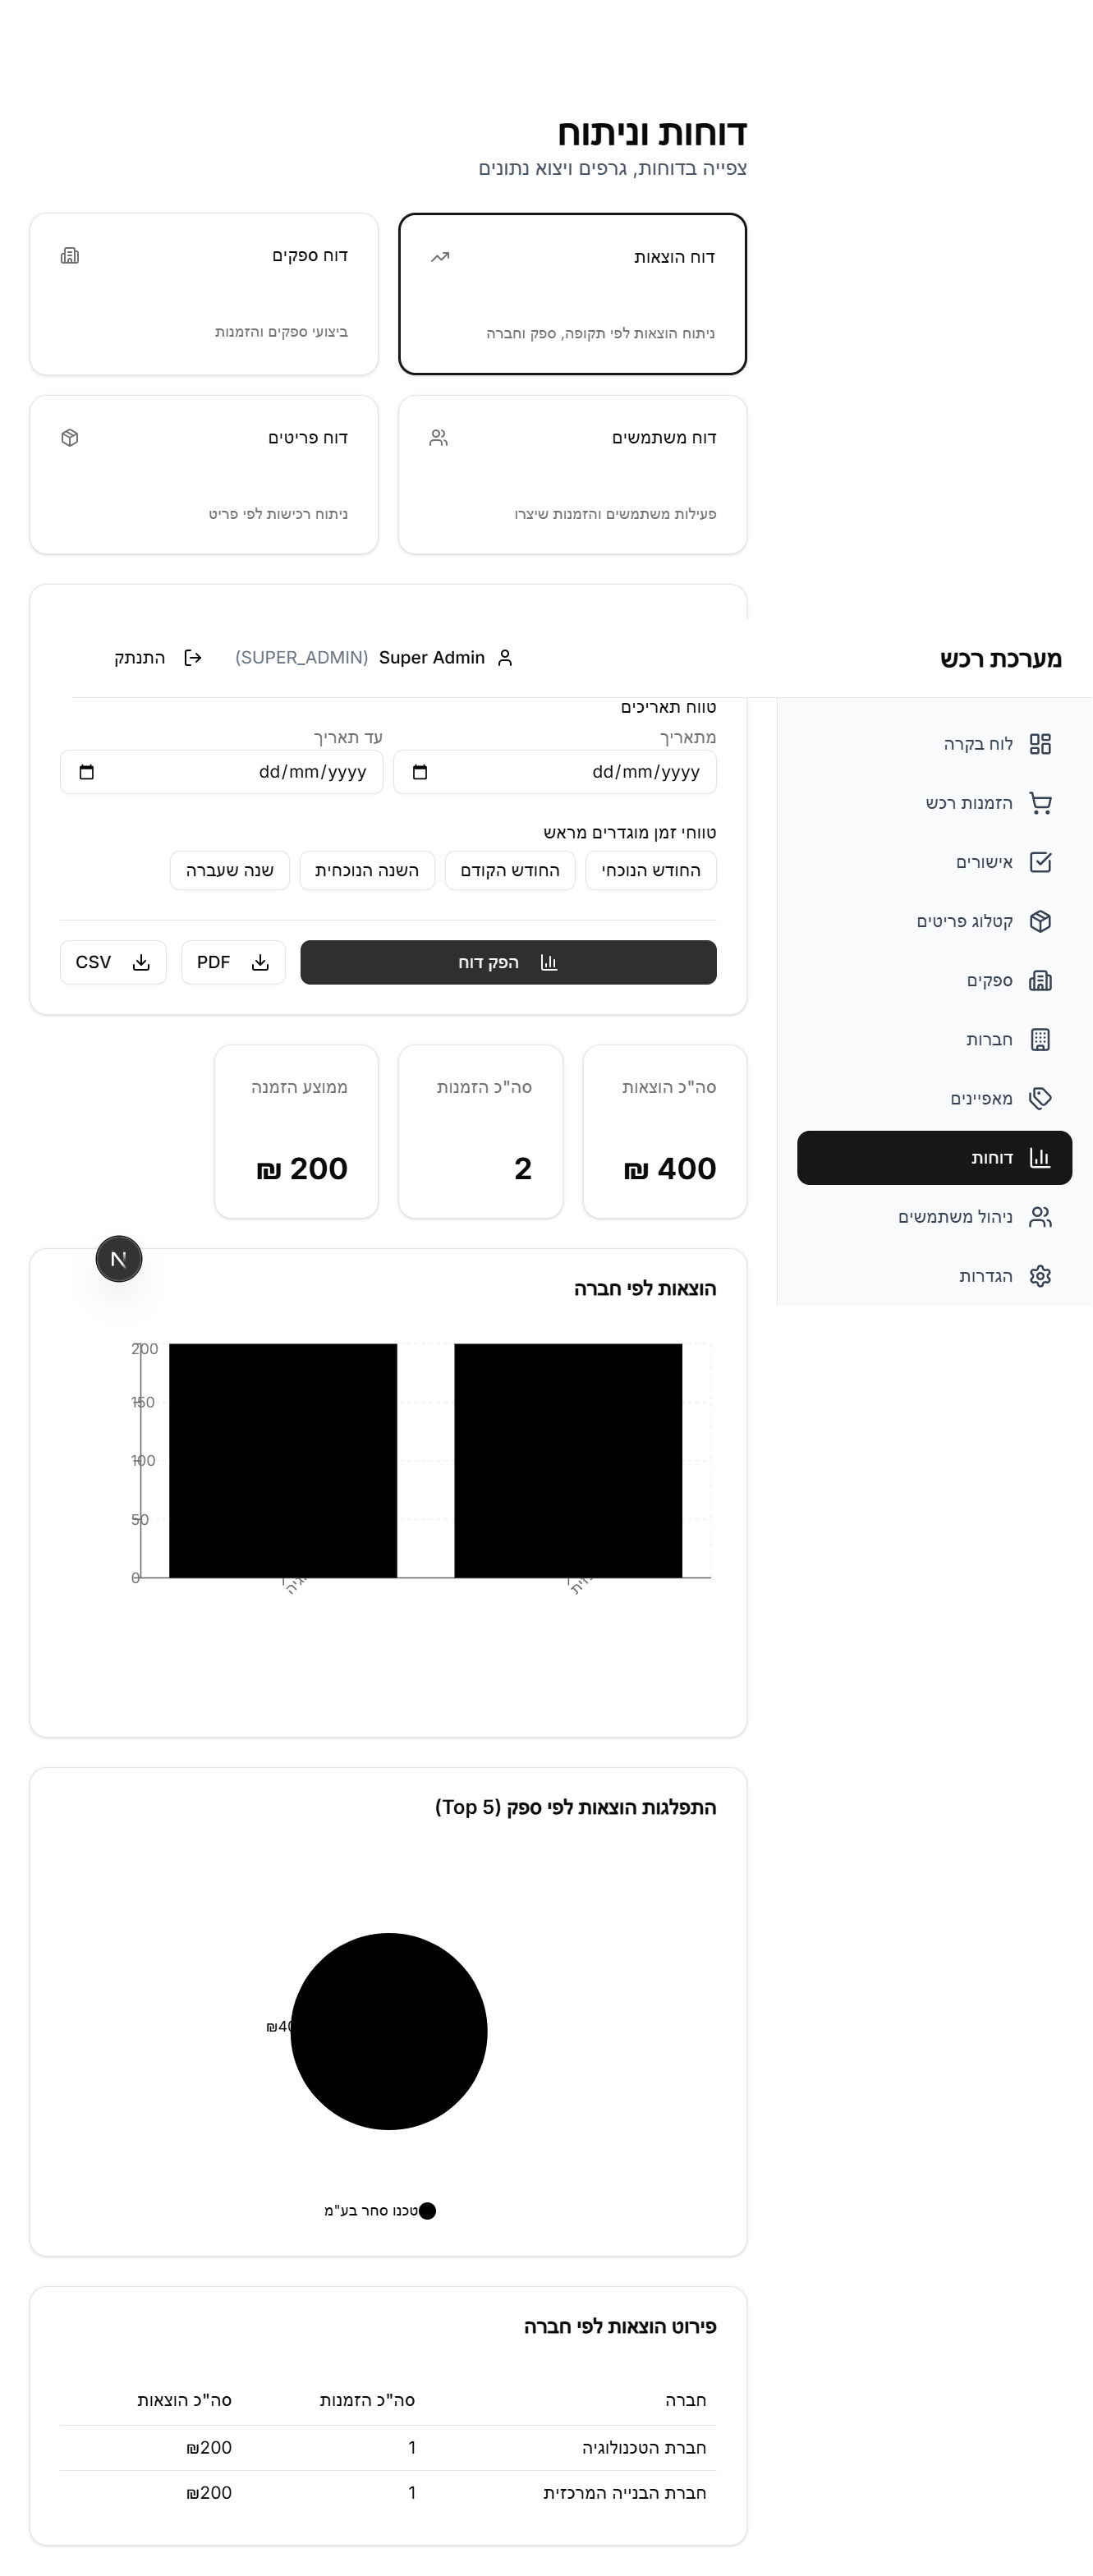 דוחות וניתוח
צפייה בדוחות, גרפים ויצוא נתונים
דוח הוצאות
ניתוח הוצאות לפי תקופה, ספק וחברה
דוח ספקים
ביצועי ספקים והזמנות
דוח משתמשים
פעילות משתמשים והזמנות שיצרו
דוח פריטים
ניתוח רכישות לפי פריט
מערכת רכש
Super Admin (SUPER_ADMIN)
התנתק
לוח בקרה
הזמנות רכש
אישורים
קטלוג פריטים
ספקים
חברות
מאפיינים
דוחות
ניהול משתמשים
הגדרות
טווח תאריכים
מתאריך
עד תאריך
dd/mm/yyyy
dd/mm/yyyy
טווחי זמן מוגדרים מראש
החודש הנוכחי
החודש הקודם
השנה הנוכחית
שנה שעברה
הפק דוח
PDF
CSV
סה"כ הוצאות
400 ₪
סה"כ הזמנות
2
ממוצע הזמנה
200 ₪
הוצאות לפי חברה
200
150
100
50
0
התפלגות הוצאות לפי ספק (Top 5)
טכנו סחר בע"מ
פירוט הוצאות לפי חברה
חברה סה"כ הזמנות סה"כ הוצאות
חברת הטכנולוגיה 1 ₪200
חברת הבנייה המרכזית 1 ₪200